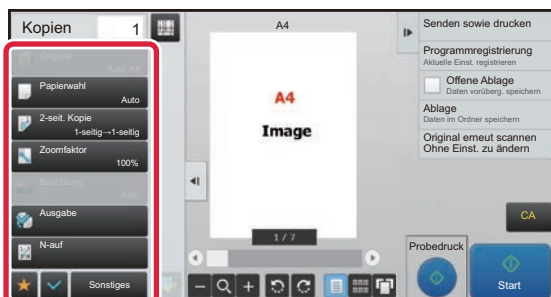 Kopien 1
Original
Auto A4
Papierwahl
Auto
2-seit. Kopie
1-seitig→1-seitig
Zoomfaktor
100%
Belichtung
Auto
Ausgabe
N-auf
Sonstiges
A4
A4
Image
1 / 7
Senden sowie drucken
Programmregistrierung
Aktuelle Einst. registrieren
Offene Ablage
Daten vorüberg. speichern
Ablage
Daten im Ordner speichern
Original erneut scannen
Ohne Einst. zu ändern
CA
Probedruck
Start